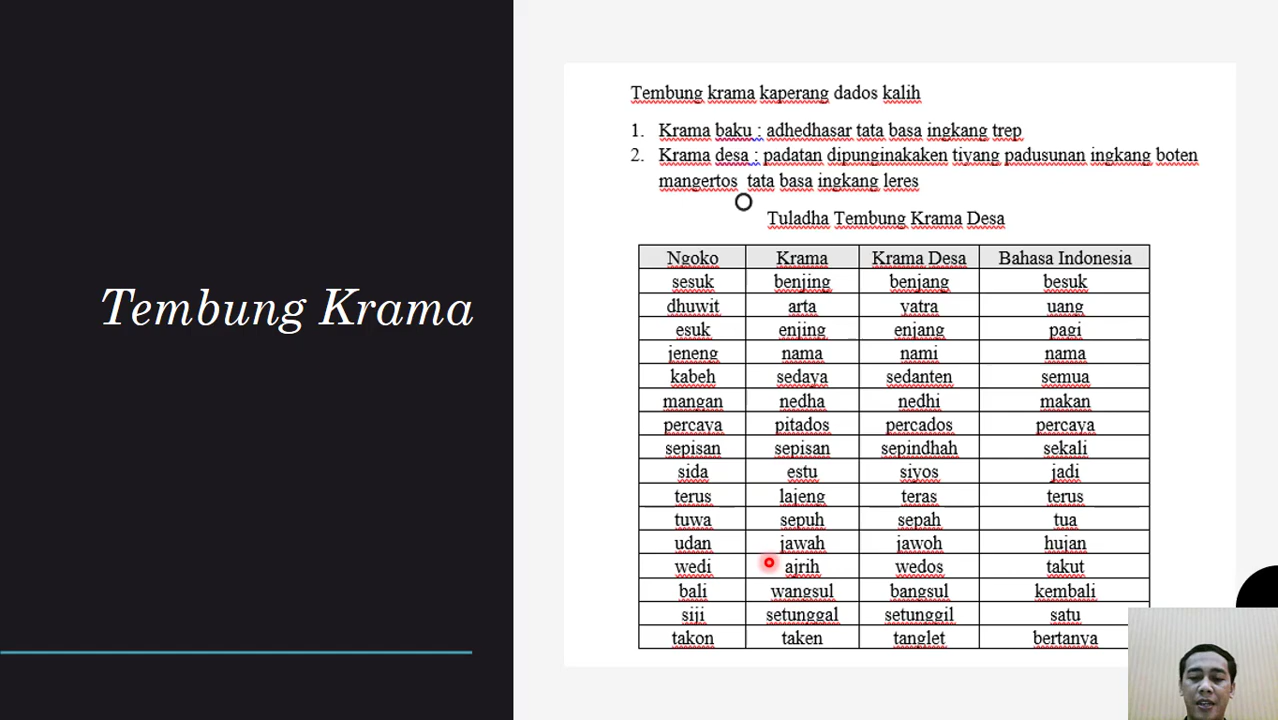 Tembung Krama
Tembung krama kaperang dados kalih
1. Krama baku : adhedhasar tata basa ingkang trep
2. Krama desa : padatan dipunginakaken tiyang padusunan ingkang boten
mangertos tata basa ingkang leres
Tuladha Tembung Krama Desa
Ngoko Krama Krama Desa Bahasa Indonesia
sesuk benjing benjang besuk
dhuwit arta yatra uang
esuk enjing enjang pagi
jeneng nama nami nama
kabeh sedaya sedanten semua
mangan nedha nedhi makan
percaya pitados percados percaya
sepisan sepisan sepindhah sekali
sida estu siyos jadi
terus lajeng teras terus
tuwa sepuh sepah tua
udan jawah jawoh hujan
wedi ajrih wedos takut
bali wangsul bangsul kembali
siji setunggal setunggil satu
takon taken tanglet bertanya